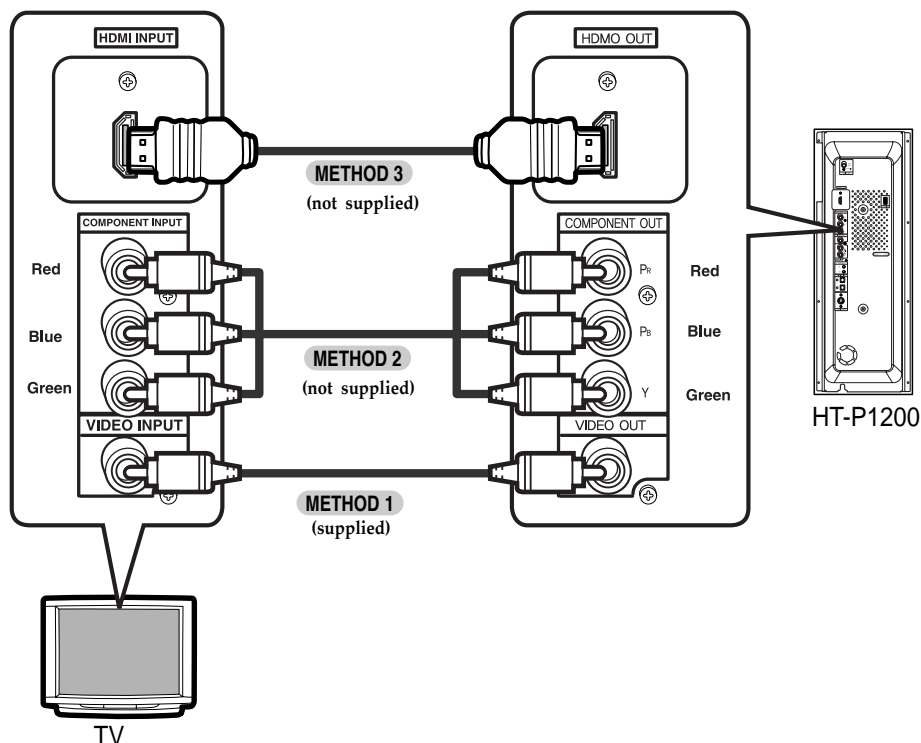 HDMI INPUT
HDMO OUT
METHOD 3
(not supplied)
COMPONENT INPUT
COMPONENT OUT
Red
PR
Red
Blue
PB
Blue
METHOD 2
(not supplied)
Green
Y
Green
VIDEO INPUT
VIDEO OUT
METHOD 1
(supplied)
HT-P1200
TV